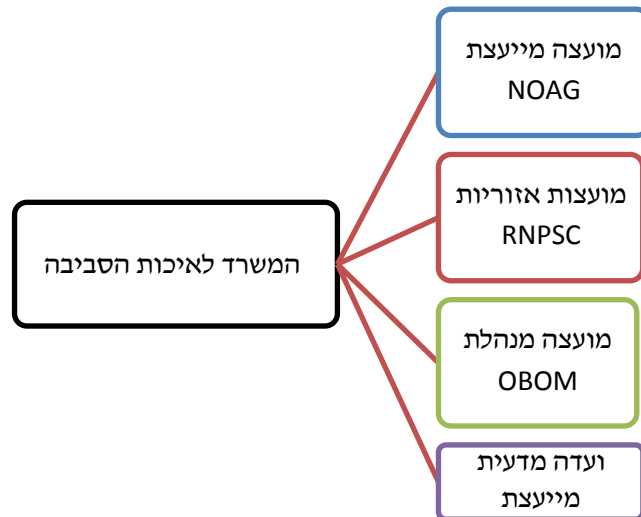 מועצה מייעצת
NOAG
מועצות אזוריות
RNPSC
המשרד לאיכות הסביבה
מועצה מנהלת
OBOM
ועדה מדעית
מייעצת